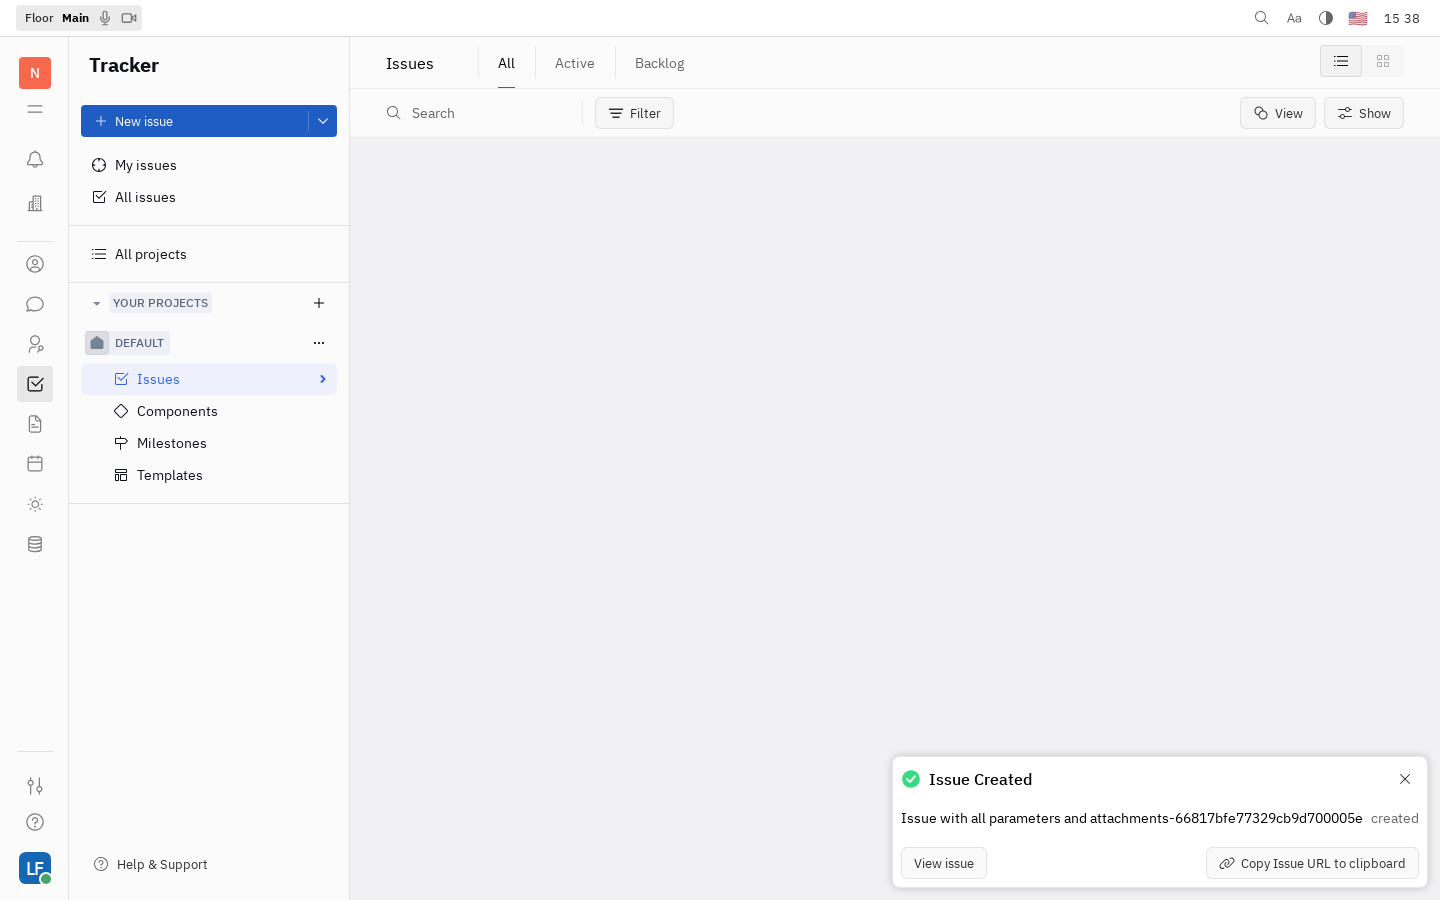 Floor Main
Aa
15 38
N
Tracker
New issue
My issues
All issues
All projects
YOUR PROJECTS
DEFAULT
Issues
Components
Milestones
Templates
Help & Support
LF
Issues
All
Active
Backlog
Search
Filter
View
Show
Issue Created
Issue with all parameters and attachments-66817bfe77329cb9d700005e created
View issue
Copy Issue URL to clipboard